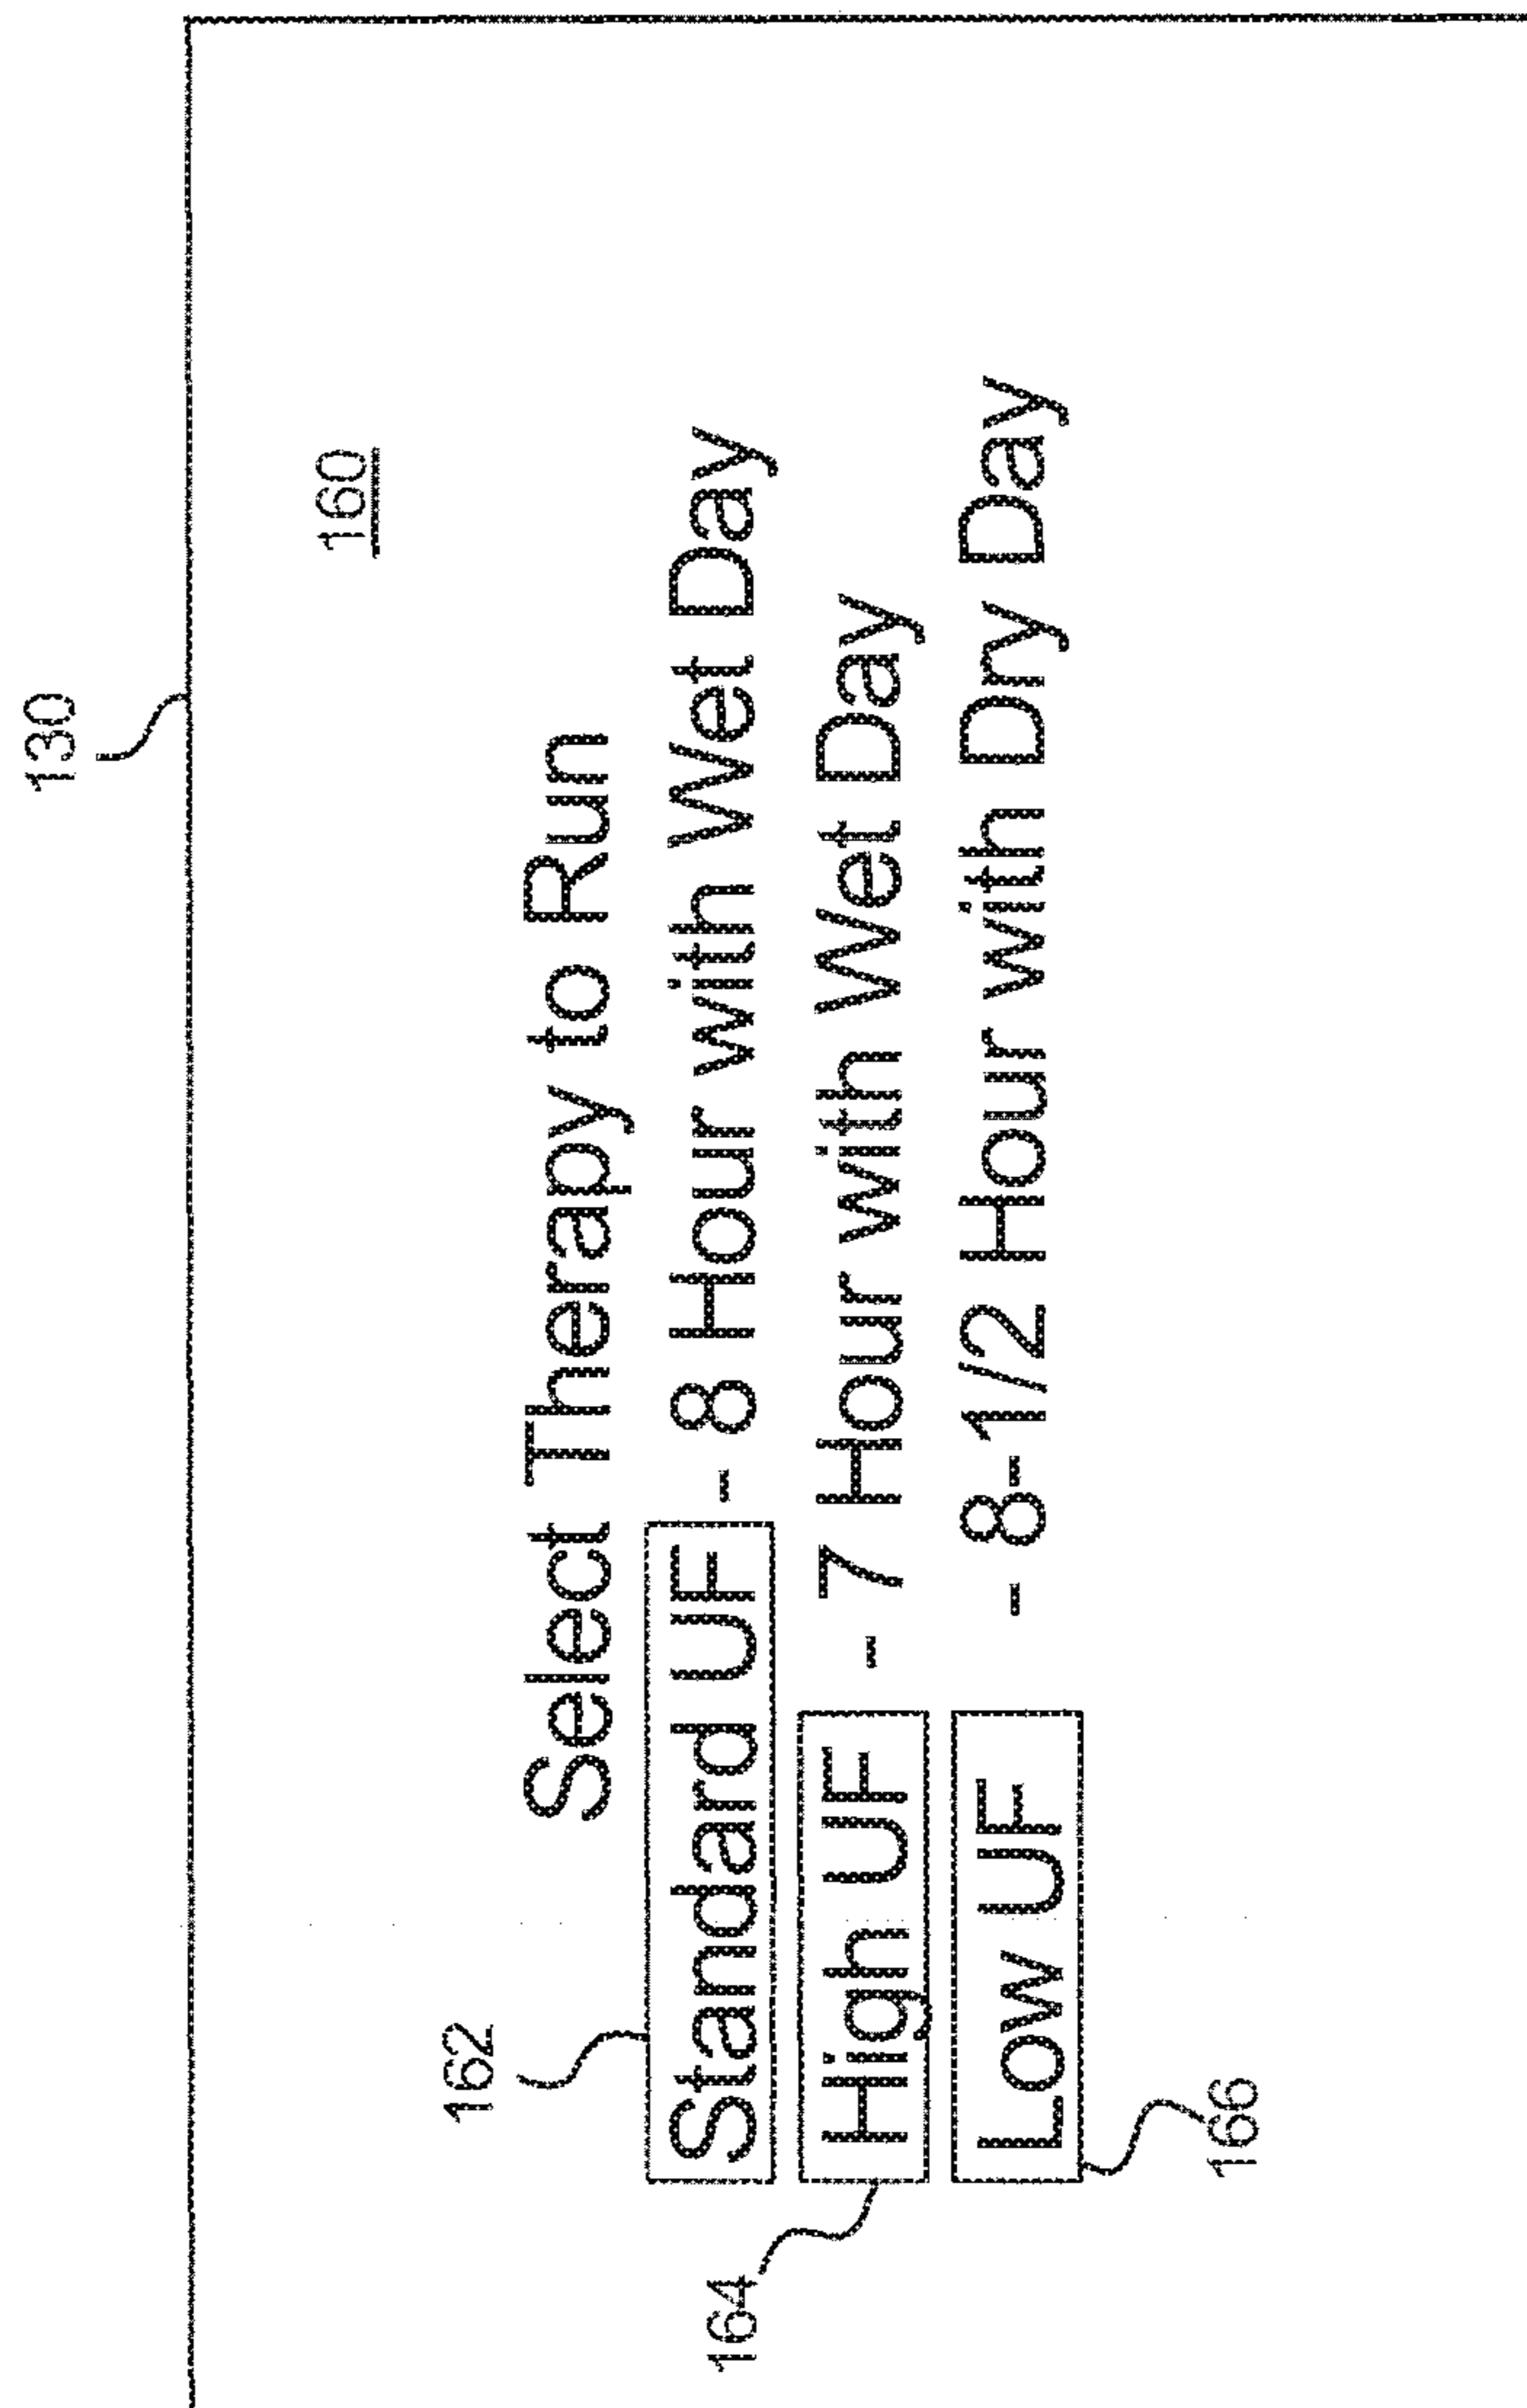 130
160
Select Therapy to Run
162
Standard UF - 8 Hour with Wet Day
164
High UF - 7 Hour with Wet Day
Low UF - 8-1/2 Hour with Dry Day
166